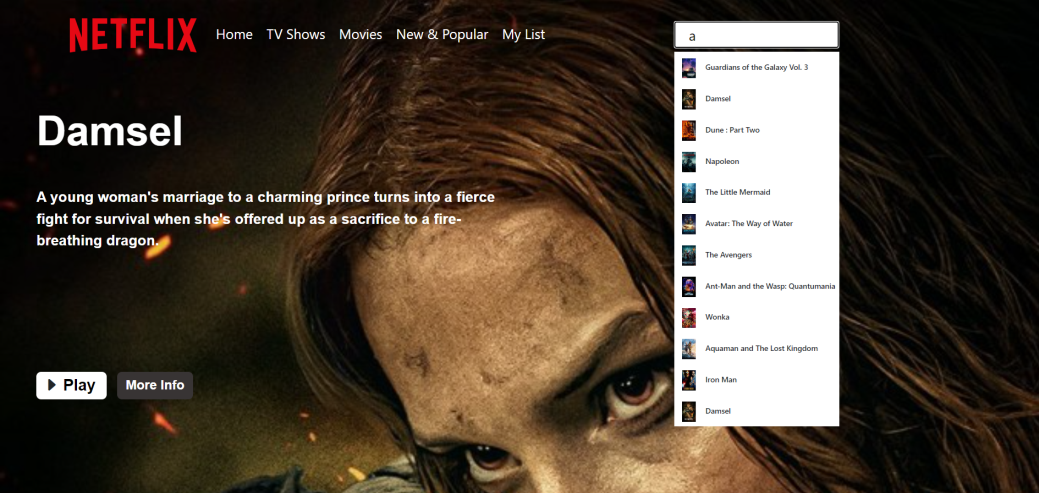 NETFLIX
Home
TV Shows
Movies
New & Popular
My List
a
Guardians of the Galaxy Vol. 3
Damsel
Dune : Part Two
Napoleon
The Little Mermaid
Avatar: The Way of Water
The Avengers
Ant-Man and the Wasp: Quantumania
Wonka
Aquaman and The Lost Kingdom
Iron Man
Damsel
Damsel
A young woman's marriage to a charming prince turns into a fierce
fight for survival when she's offered up as a sacrifice to a fire-
breathing dragon.
Play
More Info